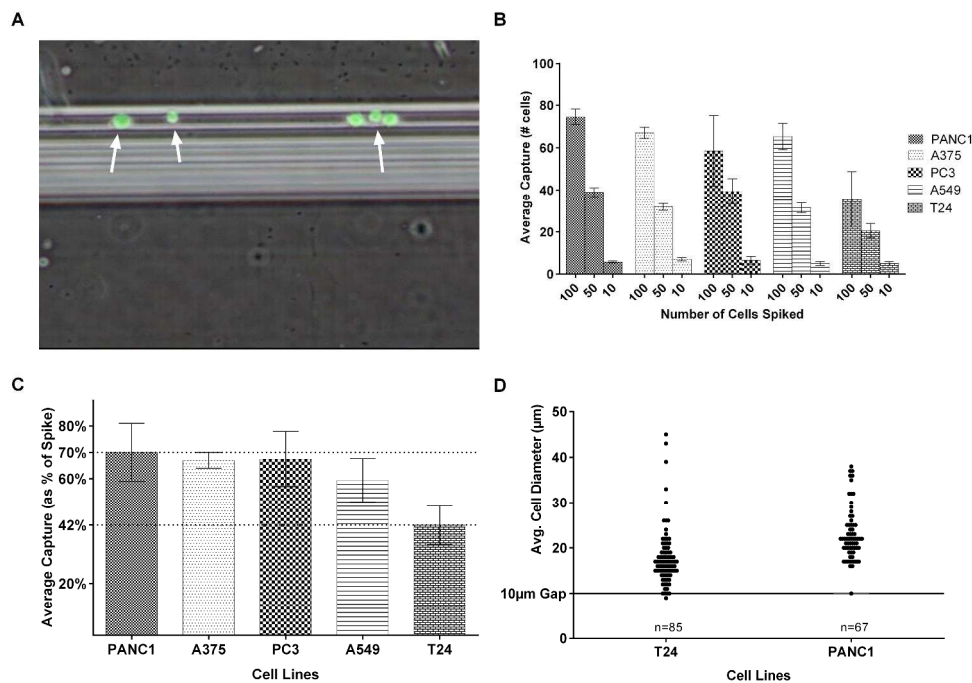 A
B
Average Capture (# cells)
100
80
60
40
20
0
100 50 10 100 50 10 100 50 10 100 50 10 100 50 10
Number of Cells Spiked
PANC1
A375
PC3
A549
T24
C
Average Capture (as % of Spike)
80%
70%
60%
42%
20%
PANC1 A375 PC3 A549 T24
Cell Lines
D
Avg. Cell Diameter (µm)
50
40
30
20
10µm Gap
0
n=85 n=67
T24 PANC1
Cell Lines